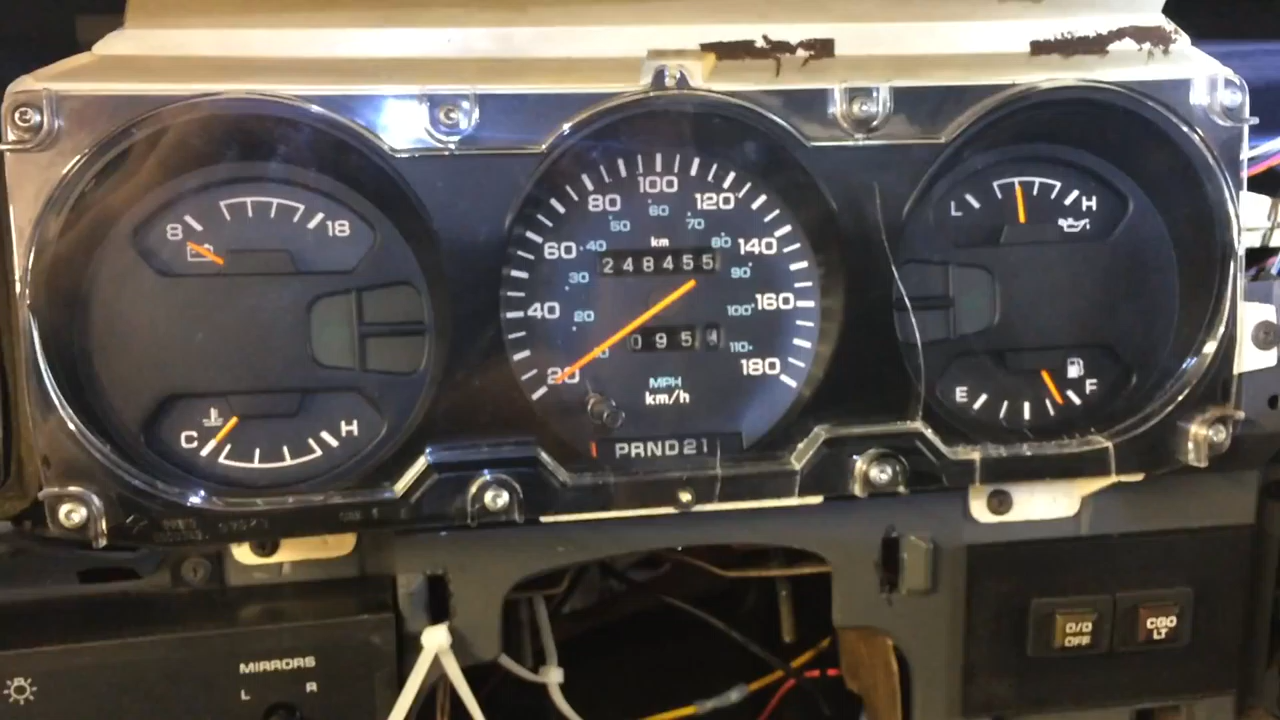 8 18
C H
20 40 60 80 100 120 140 160 180
10 20 30 40 50 60 70 80 90 100 110
km
248455
095
MPH
km/h
PRND21
L H
E F
MIRRORS
L R
O/D
OFF
CGO
LT